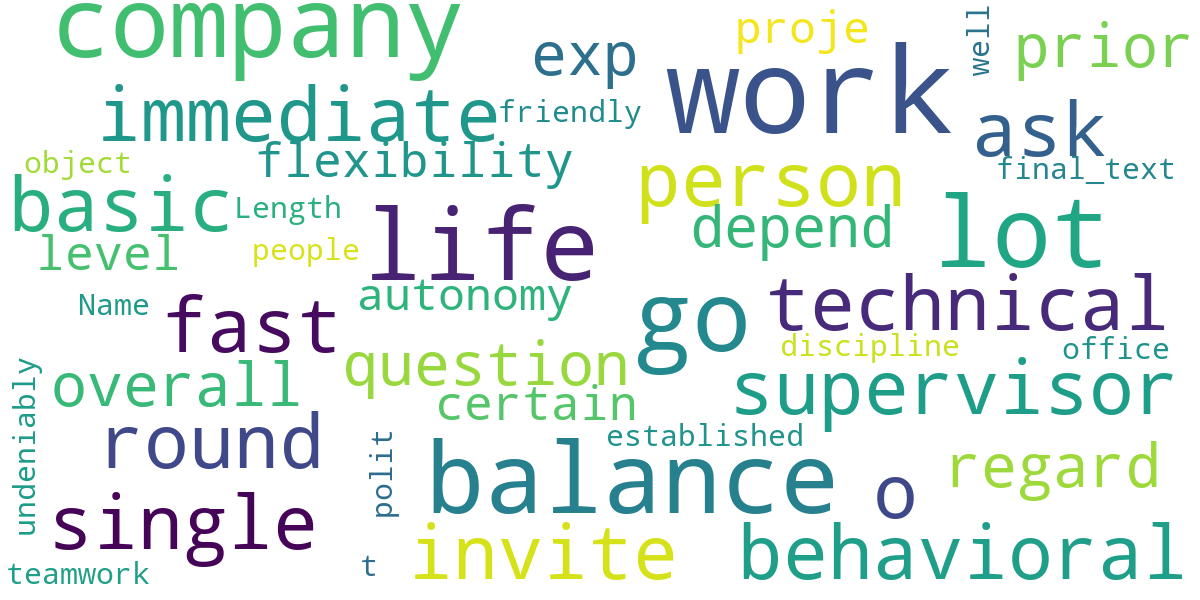 company
exp
proje
work
well
prior
immediate
friendly
ask
object
flexibility
person
final_text
basic
Length
life
depend
lot
level
people
Name
fast
autonomy
go
technical
question
discipline
office
undeniably
overall
certain
supervisor
round
polit
established
balance
o
regard
single
teamwork
t
invite
behavioral